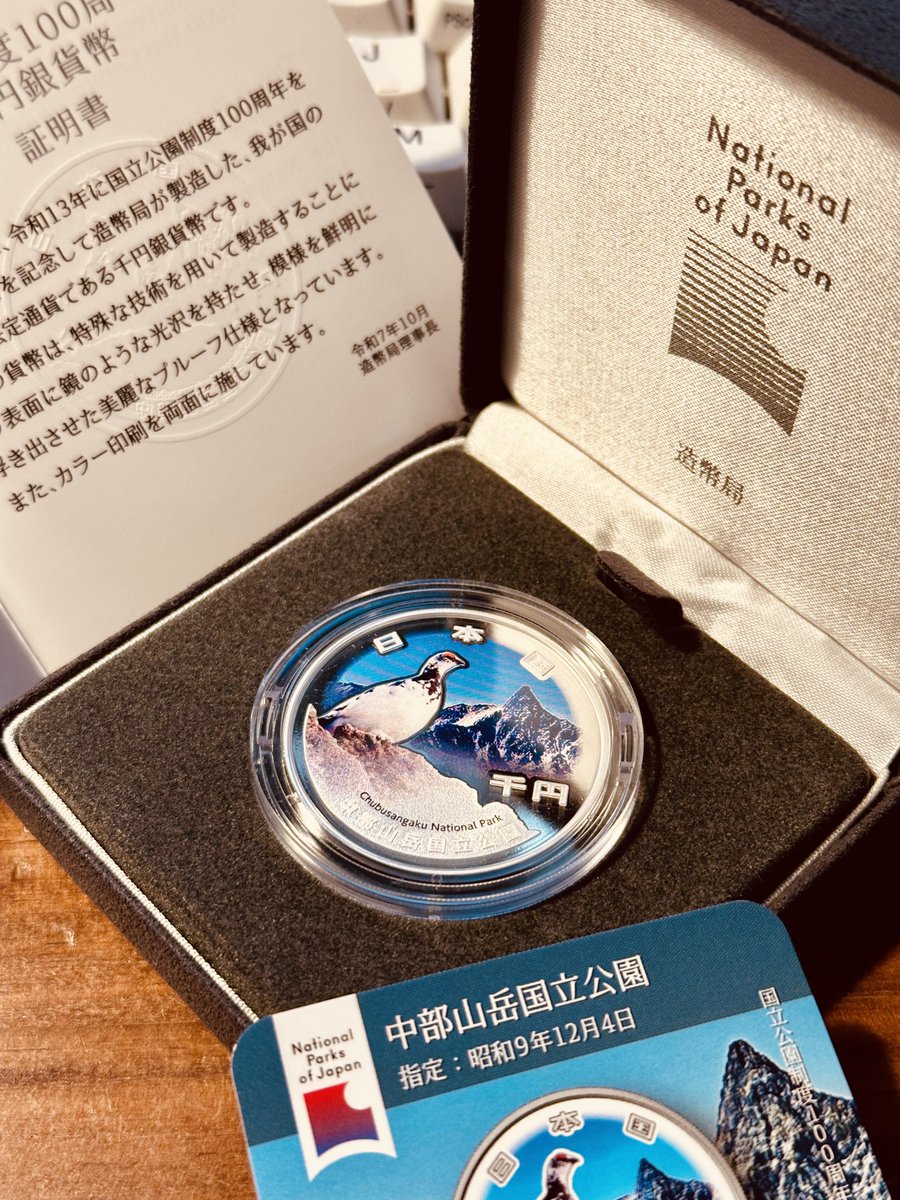 度100周
円銀貨幣
証明書
令和13年に国立公園制度100周年を
を記念して造幣局が製造した、我が国の
定通貨である千円銀貨幣です。
貨幣は、特殊な技術を用いて製造することに
表面に鏡のような光沢を持たせ、模様を鮮明に
き出させた美麗なプルーフ仕様となっています。
また、カラー印刷を両面に施しています。
令和7年10月
造幣局理事長
National
Parks
of Japan
造幣局
日本国
千円
Chubusangaku National Park
山岳国立公
National
Parks
of Japan
中部山岳国立公園
指定：昭和9年12月4日
国立公園制度100周年
日本国